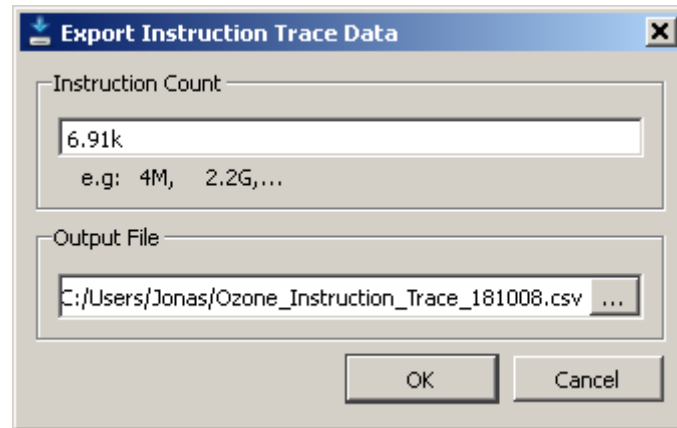 Export Instruction Trace Data
Instruction Count
6.91k
e.g: 4M, 2.2G,...
Output File
C:/Users/Jonas/Ozone_Instruction_Trace_181008.csv ...
OK Cancel